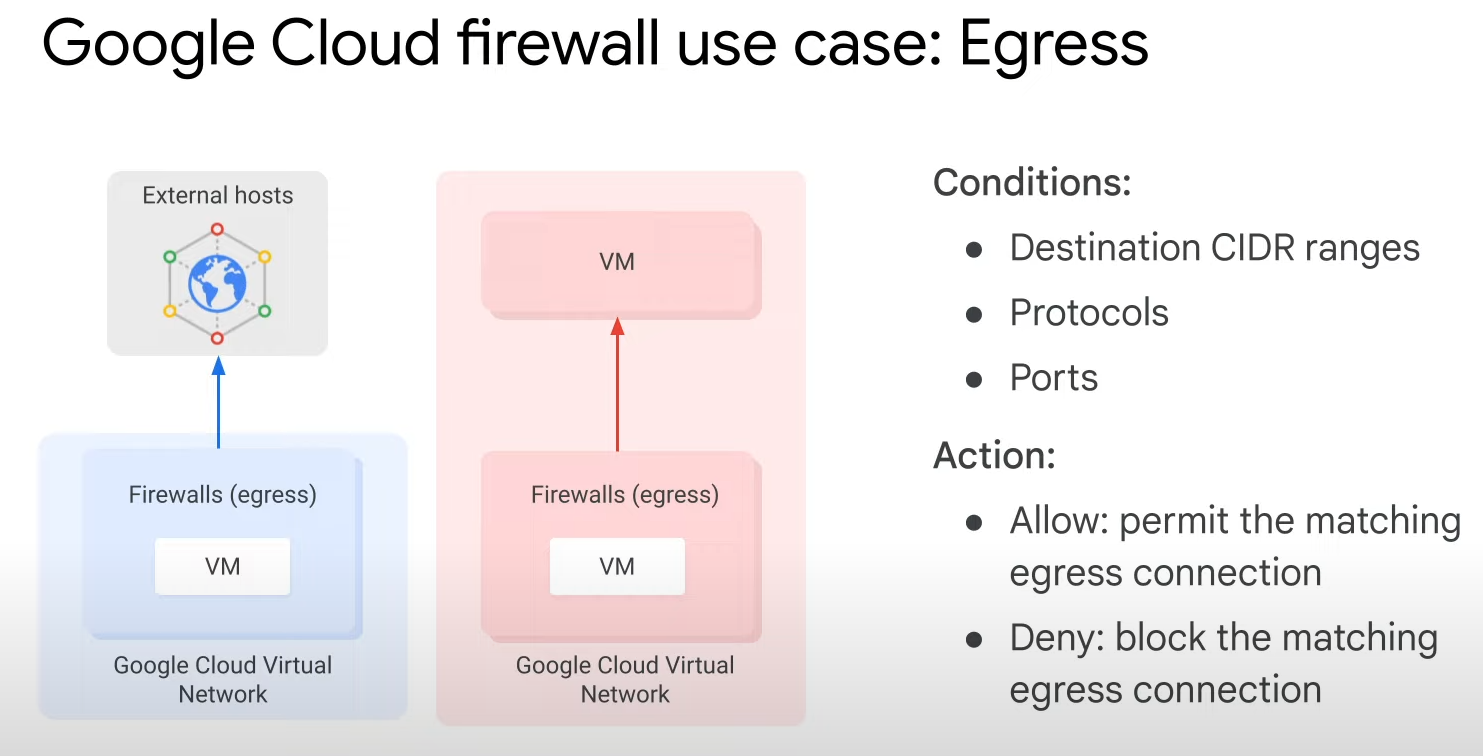 Google Cloud firewall use case: Egress
External hosts
Firewalls (egress)
VM
Google Cloud Virtual
Network
VM
Firewalls (egress)
VM
Google Cloud Virtual
Network
Conditions:
● Destination CIDR ranges
● Protocols
● Ports
Action:
● Allow: permit the matching
egress connection
● Deny: block the matching
egress connection